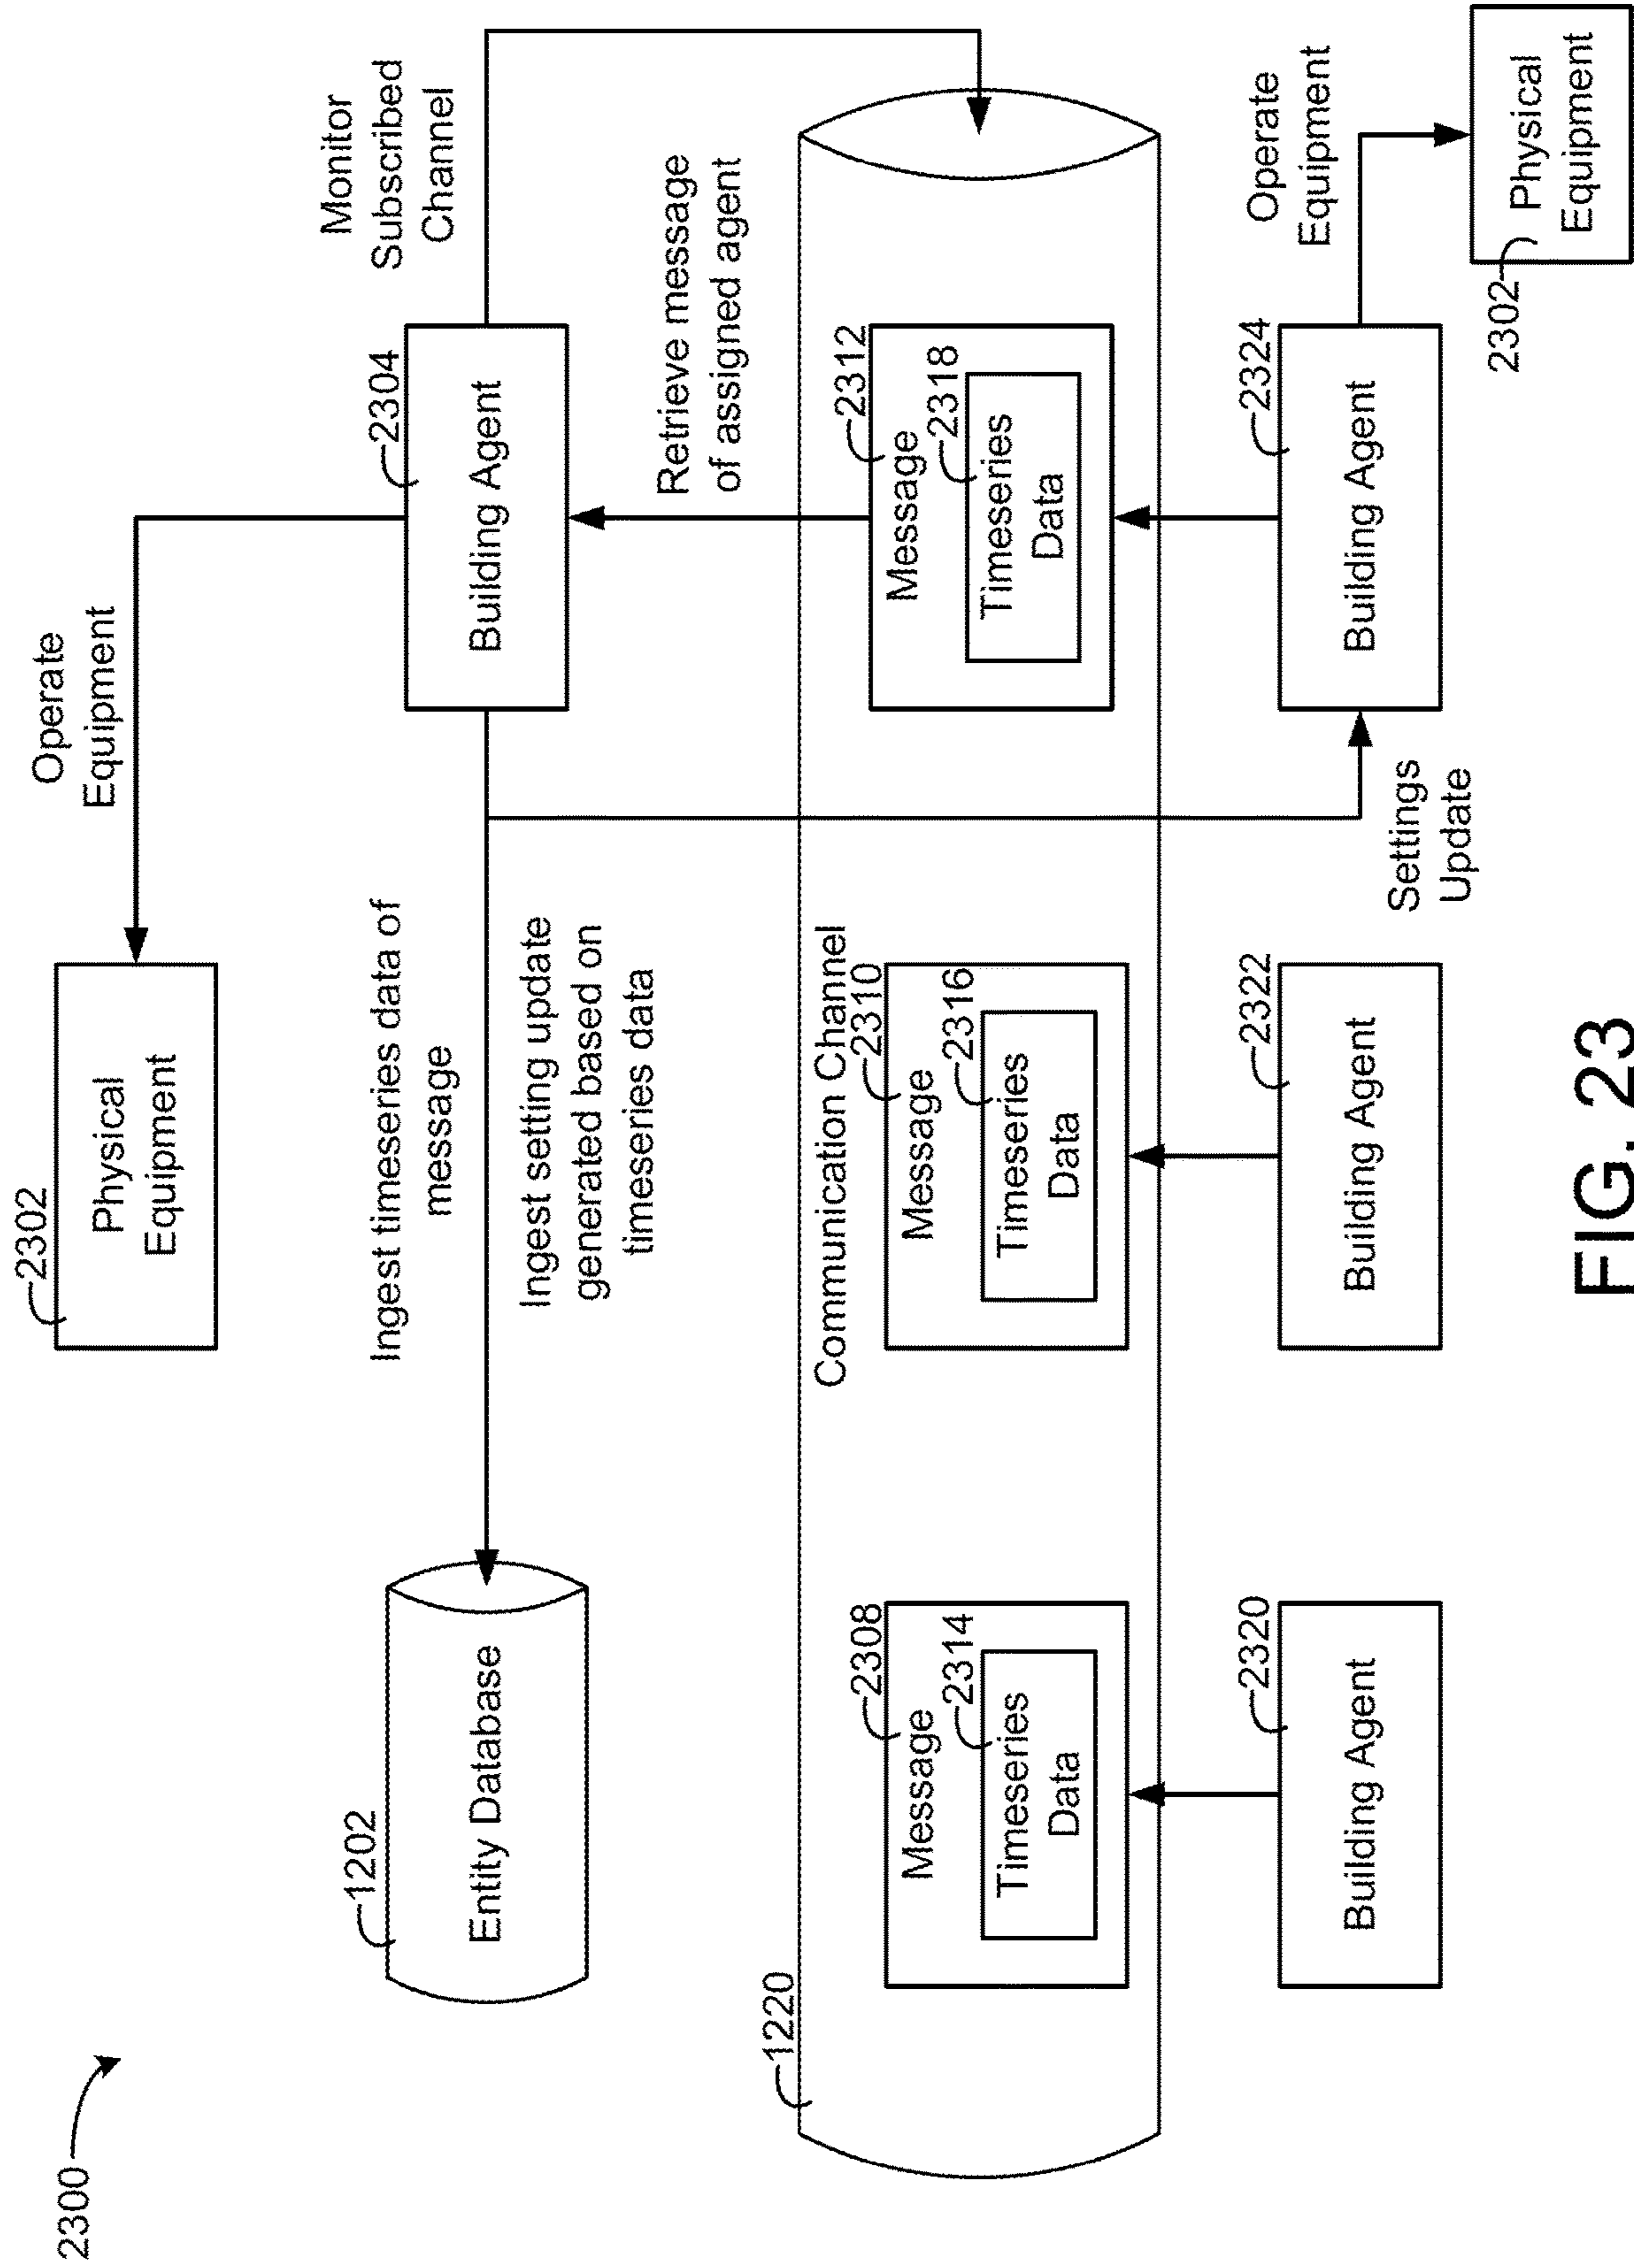 2300
2302
Physical
Equipment
Operate
Equipment
1202
Entity Database
Ingest timeseries data of
message
Ingest setting update
generated based on
timeseries data
2304
Building Agent
Monitor
Subscribed
Channel
Retrieve message
of assigned agent
1220
Communication Channel
2308
Message
2314
Timeseries
Data
2310
Message
2316
Timeseries
Data
2312
Message
2318
Timeseries
Data
2320
Building Agent
2322
Building Agent
Settings
Update
2324
Building Agent
Operate
Equipment
2302
Physical
Equipment
FIG. 23